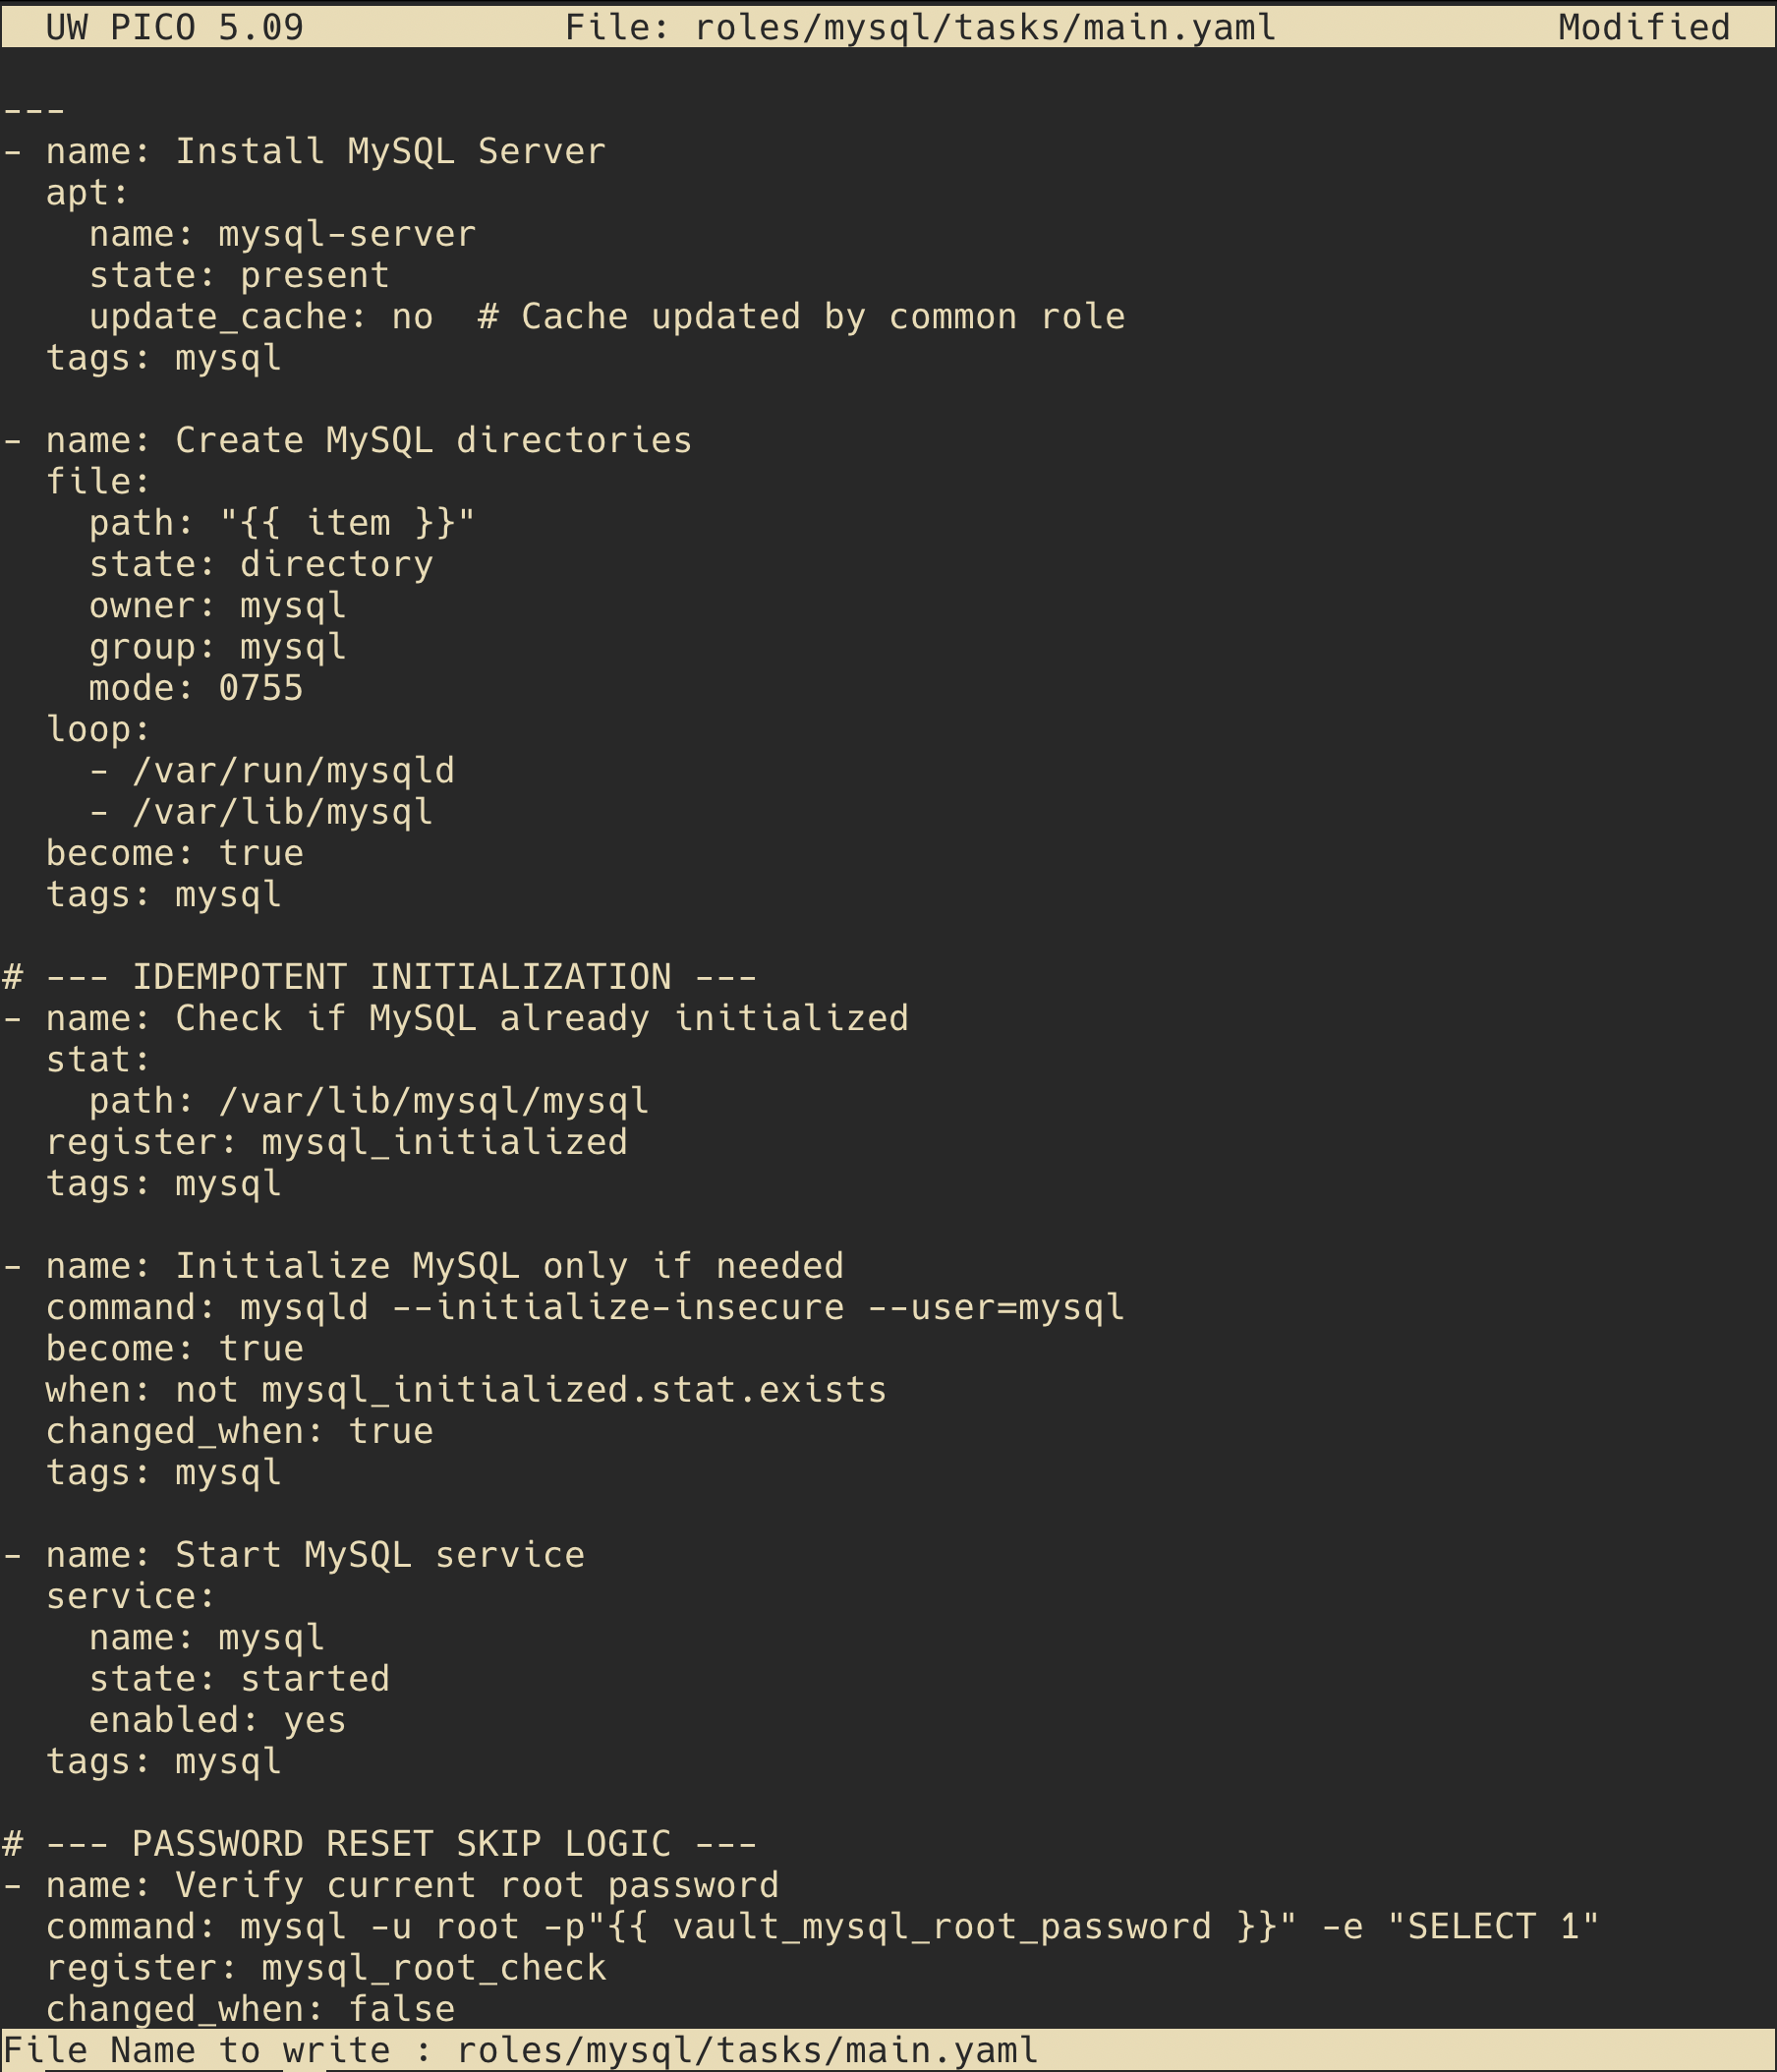 UW PICO 5.09 File: roles/mysql/tasks/main.yaml Modified
---
- name: Install MySQL Server
  apt:
    name: mysql-server
    state: present
    update_cache: no  # Cache updated by common role
  tags: mysql

- name: Create MySQL directories
  file:
    path: "{{ item }}"
    state: directory
    owner: mysql
    group: mysql
    mode: 0755
  loop:
    - /var/run/mysqld
    - /var/lib/mysql
  become: true
  tags: mysql

# --- IDEMPOTENT INITIALIZATION ---
- name: Check if MySQL already initialized
  stat:
    path: /var/lib/mysql/mysql
  register: mysql_initialized
  tags: mysql

- name: Initialize MySQL only if needed
  command: mysqld --initialize-insecure --user=mysql
  become: true
  when: not mysql_initialized.stat.exists
  changed_when: true
  tags: mysql

- name: Start MySQL service
  service:
    name: mysql
    state: started
    enabled: yes
  tags: mysql

# --- PASSWORD RESET SKIP LOGIC ---
- name: Verify current root password
  command: mysql -u root -p"{{ vault_mysql_root_password }}" -e "SELECT 1"
  register: mysql_root_check
  changed_when: false
File Name to write : roles/mysql/tasks/main.yaml